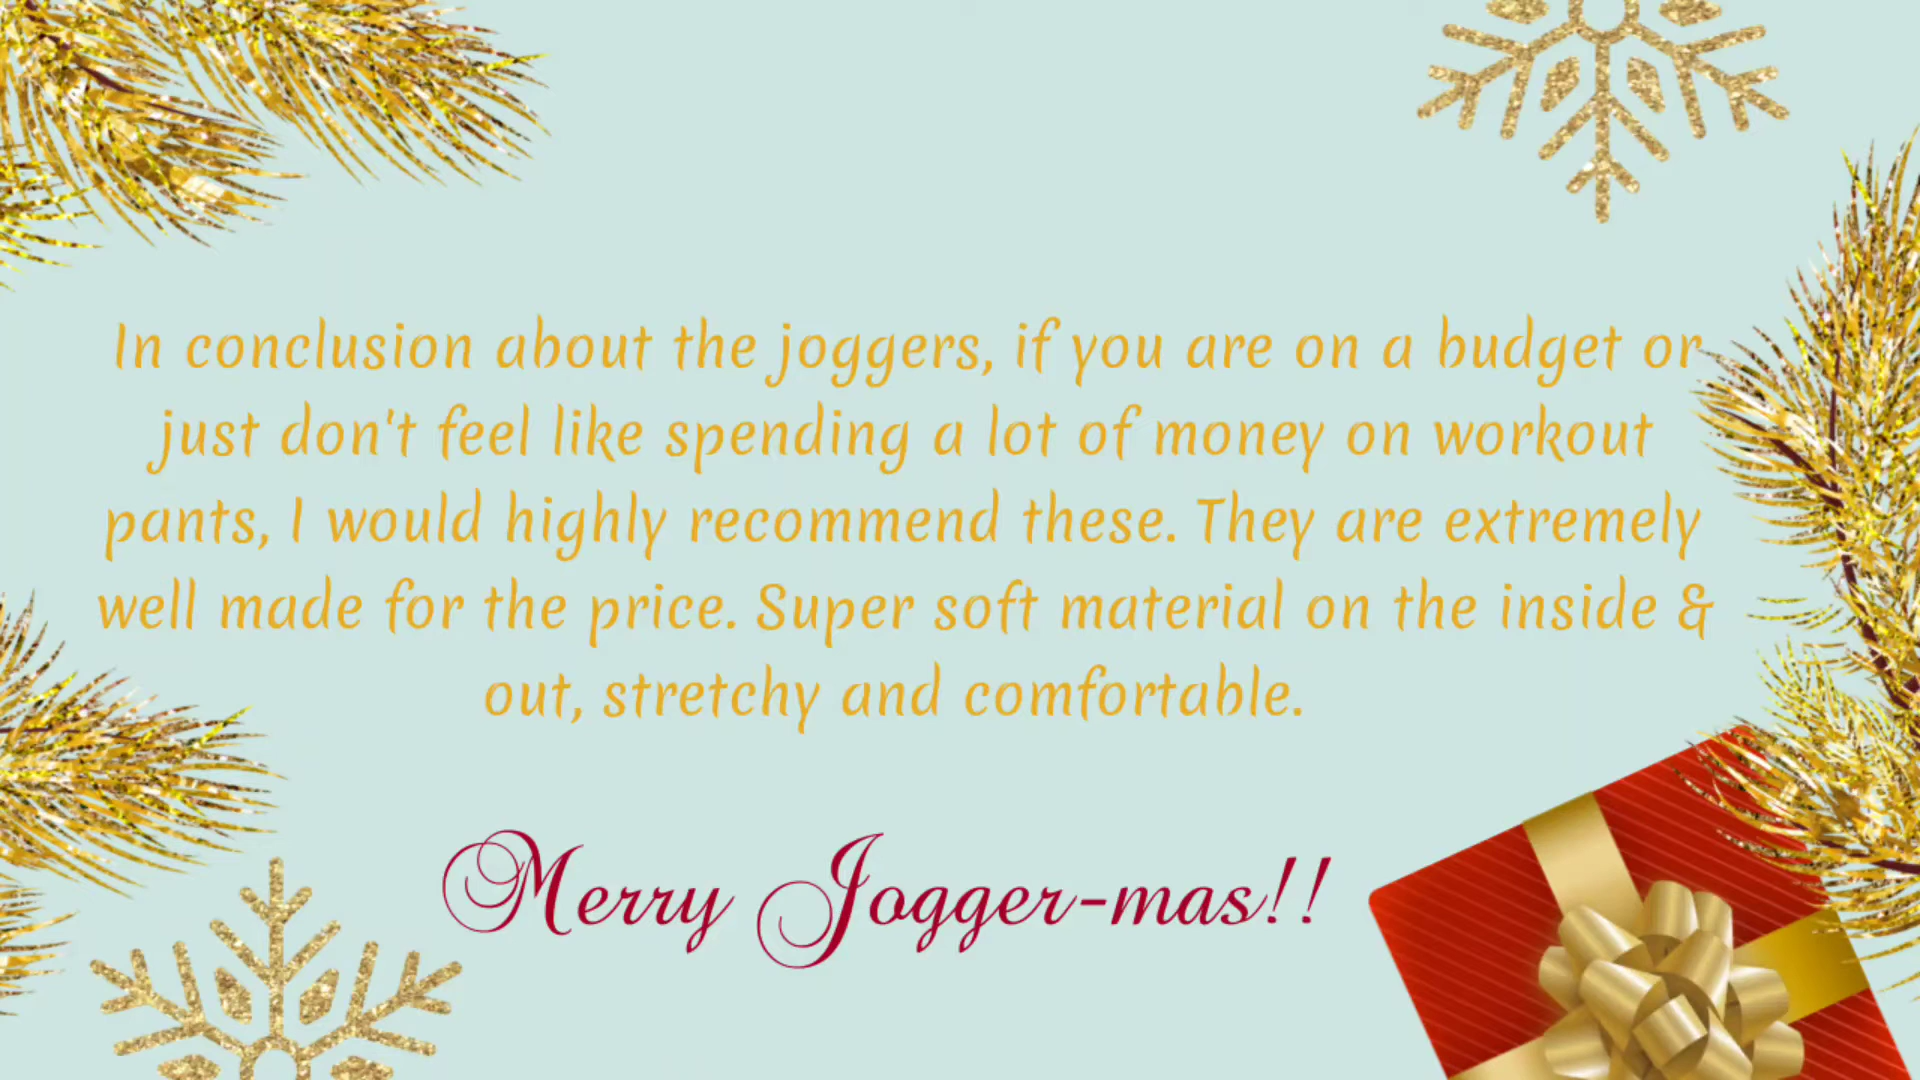 In conclusion about the joggers, if you are on a budget or
just don't feel like spending a lot of money on workout
pants, I would highly recommend these. They are extremely
well made for the price. Super soft material on the inside &
out, stretchy and comfortable.
Merry Jogger-mas!!